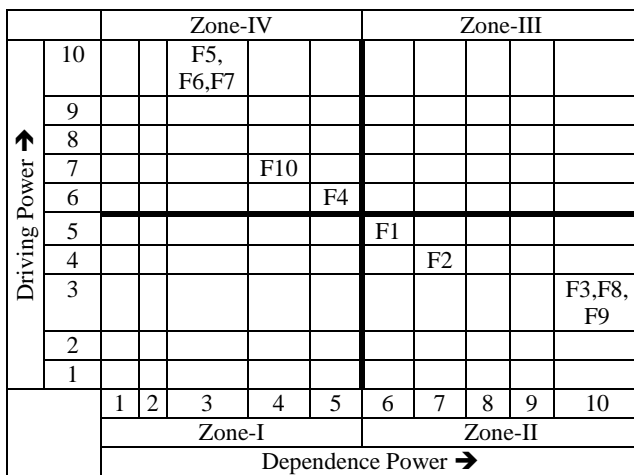 Zone-IV Zone-III
10 F5,
F6,F7
9
8
7 F10
6 F4
5 F1
4 F2
3 F3,F8,
F9
2
1
Driving Power ➔
1 2 3 4 5 6 7 8 9 10
Zone-I Zone-II
Dependence Power ➔